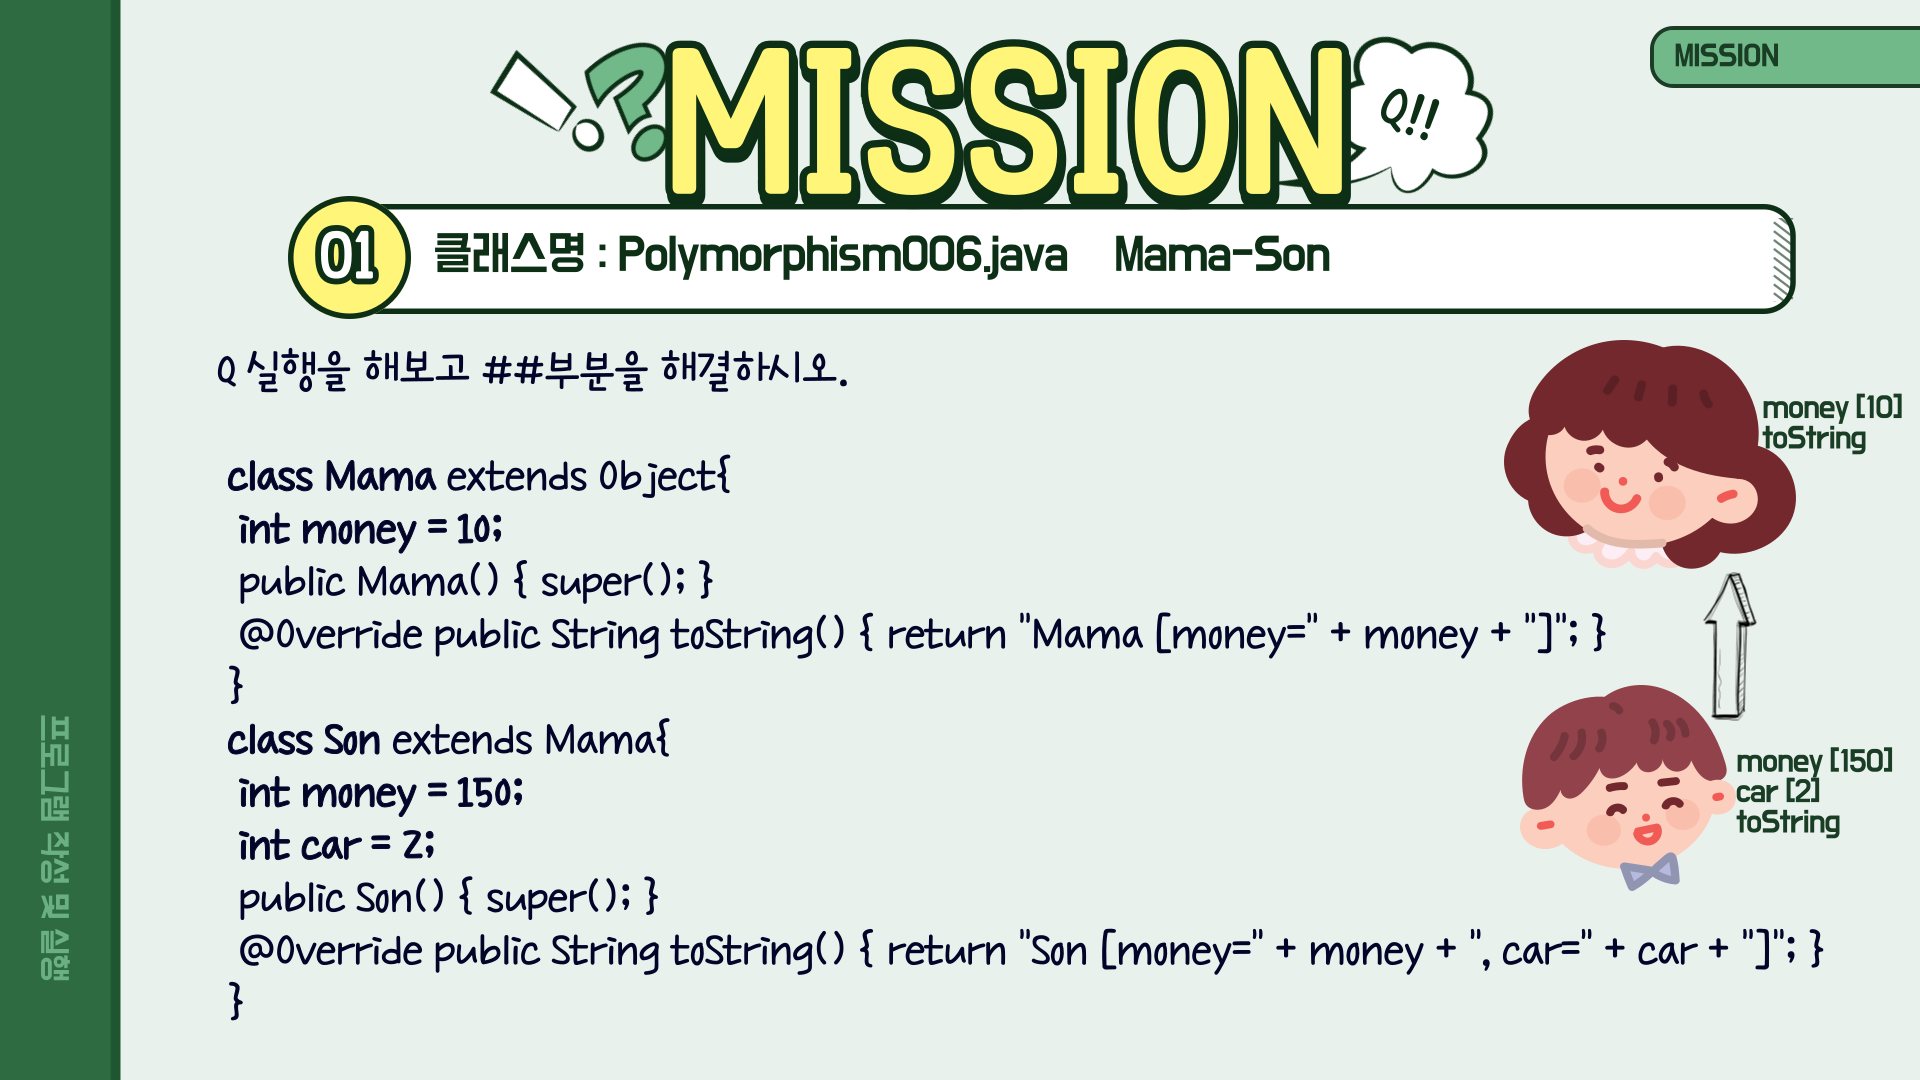 MISSION
MISSION
Q!!
01
클래스명 : Polymorphism006.java Mama-Son
Q 실행을 해보고 ##부분을 해결하시오.
class Mama extends Object{
int money = 10;
public Mama() { super(); }
@Override public String toString() { return "Mama [money=" + money + "]"; }
}
class Son extends Mama{
int money = 150;
int car = 2;
public Son() { super(); }
@Override public String toString() { return "Son [money=" + money + ", car=" + car + "]"; }
}
money [10]
toString
money [150]
car [2]
toString
프로그램 작성 및 실행